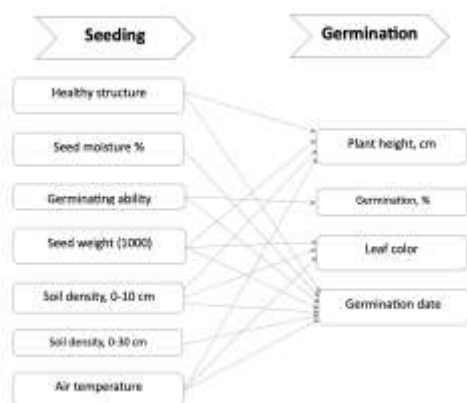 Seeding
Germination
Healthy structure
Seed moisture %
Germinating ability
Seed weight (1000)
Soil density, 0-10 cm
Soil density, 0-30 cm
Air temperature
Plant height, cm
Germination, %
Leaf color
Germination date